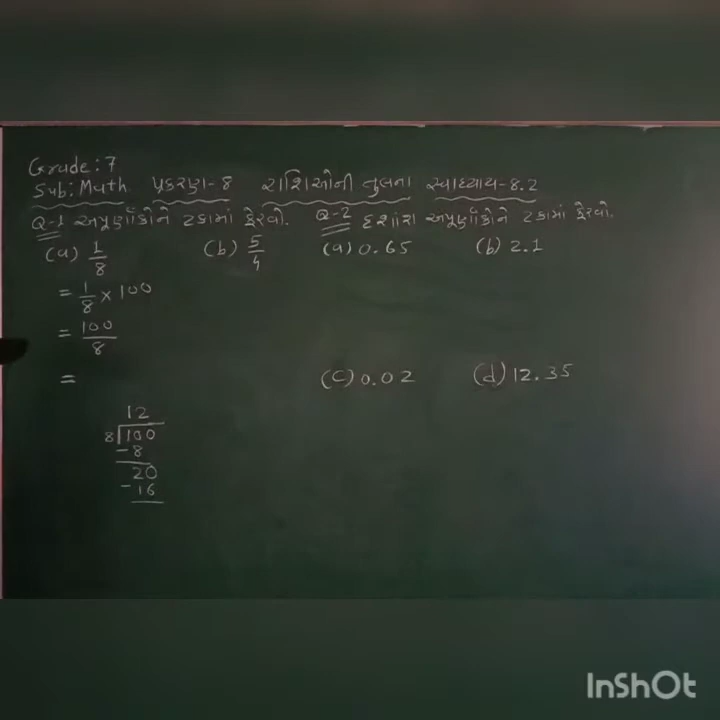 Grade: 7
Sub: Math પ્રકરણ-8 રાશિઓની તુલના સ્વાધ્યાય-8.2
Q-1 અપૂર્ણાંકોને ટકામાં ફેરવો. Q-2 દશાંશ અપૂર્ણાંકોને ટકામાં ફેરવો.
(a) 1/8 (b) 5/4 (a) 0.65 (b) 2.1
= 1/8 × 100
= 100/8
= (c) 0.02 (d) 12.35
12
8 100
-8
20
-16
InShOt